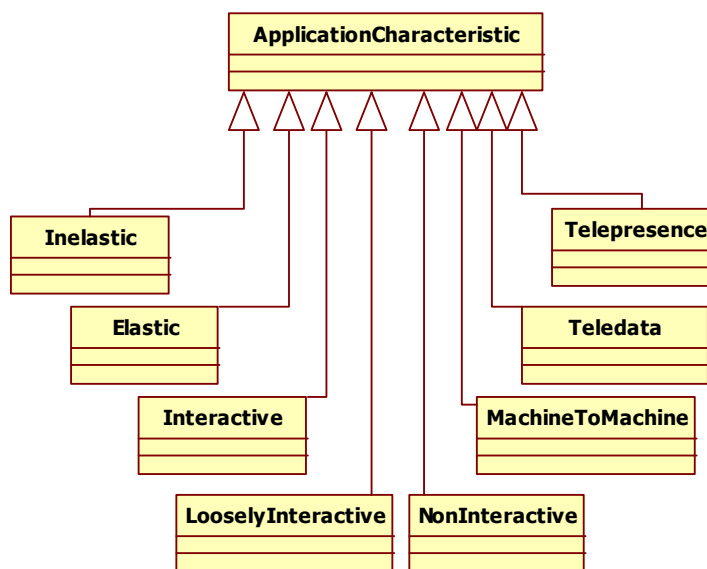 ApplicationCharacteristic
Inelastic
Telepresence
Elastic
Teledata
Interactive
MachineToMachine
LooselyInteractive
NonInteractive